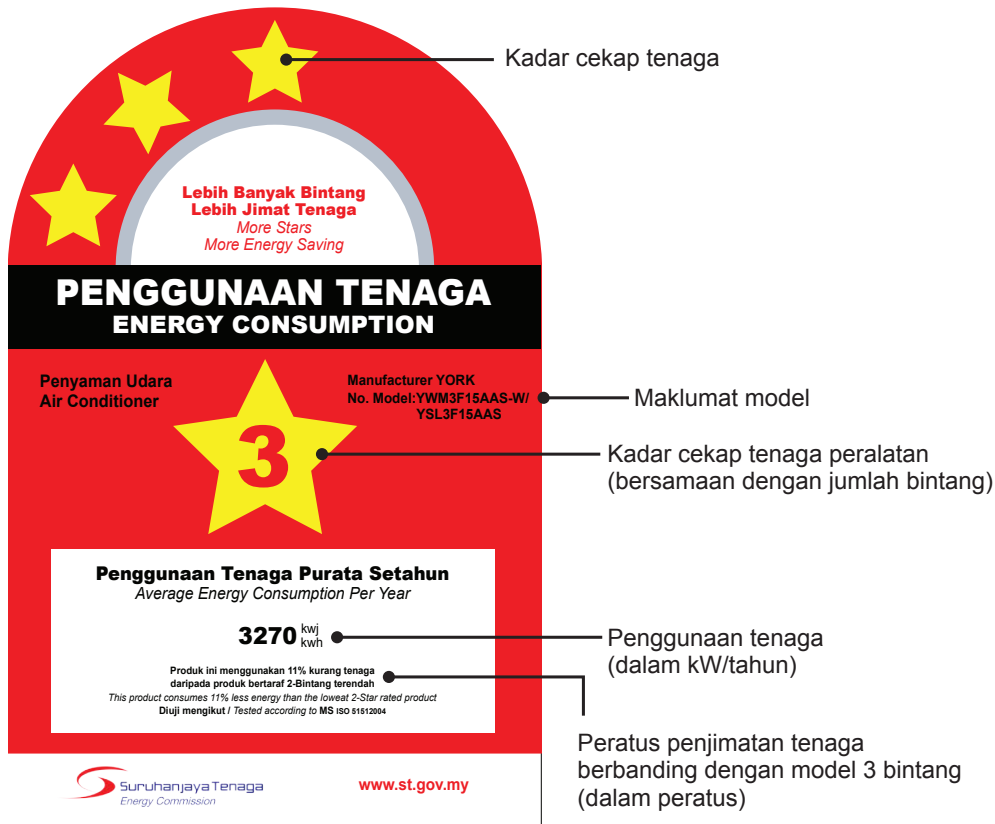 Kadar cekap tenaga
Lebih Banyak Bintang
Lebih Jimat Tenaga
More Stars
More Energy Saving
PENGGUNAAN TENAGA
ENERGY CONSUMPTION
Penyaman Udara
Air Conditioner
Manufacturer YORK
No. Model:YWM3F15AAS-W/
YSL3F15AAS
Maklumat model
3
Kadar cekap tenaga peralatan
(bersamaan dengan jumlah bintang)
Penggunaan Tenaga Purata Setahun
Average Energy Consumption Per Year
3270 kwj
kwh
Penggunaan tenaga
(dalam kW/tahun)
Produk ini menggunakan 11% kurang tenaga
daripada produk bertaraf 2-Bintang terendah
This product consumes 11% less energy than the loweat 2-Star rated product
Diuji mengikut / Tested according to MS ISO 51512004
Peratus penjimatan tenaga
berbanding dengan model 3 bintang
(dalam peratus)
Suruhanjaya Tenaga
Energy Commission
www.st.gov.my